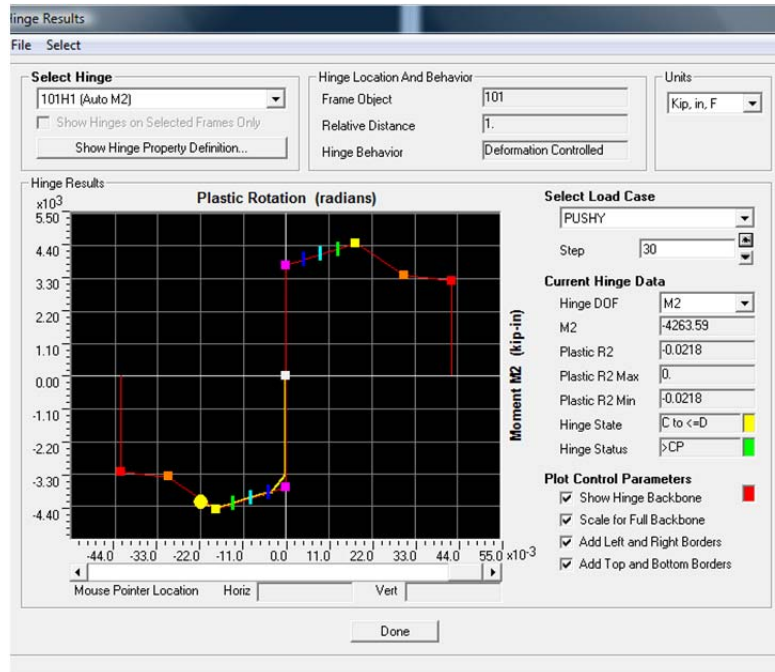 Hinge Results
File Select
Select Hinge
101H1 (Auto M2)
Show Hinges on Selected Frames Only
Show Hinge Property Definition...
Hinge Location And Behavior
Frame Object 101
Relative Distance 1.
Hinge Behavior Deformation Controlled
Units
Kip, in, F
Hinge Results
Plastic Rotation (radians)
x10³
5.50
4.40
3.30
2.20
1.10
0.00
-1.10
-2.20
-3.30
-4.40
-44.0 -33.0 -22.0 -11.0 0.0 11.0 22.0 33.0 44.0 55.0 x10⁻³
Moment M2 (kip-in)
Mouse Pointer Location Horiz Vert
Select Load Case
PUSHY
Step 30
Current Hinge Data
Hinge DOF M2
M2 -4263.59
Plastic R2 -0.0218
Plastic R2 Max 0.
Plastic R2 Min -0.0218
Hinge State C to <=D
Hinge Status >CP
Plot Control Parameters
Show Hinge Backbone
Scale for Full Backbone
Add Left and Right Borders
Add Top and Bottom Borders
Done